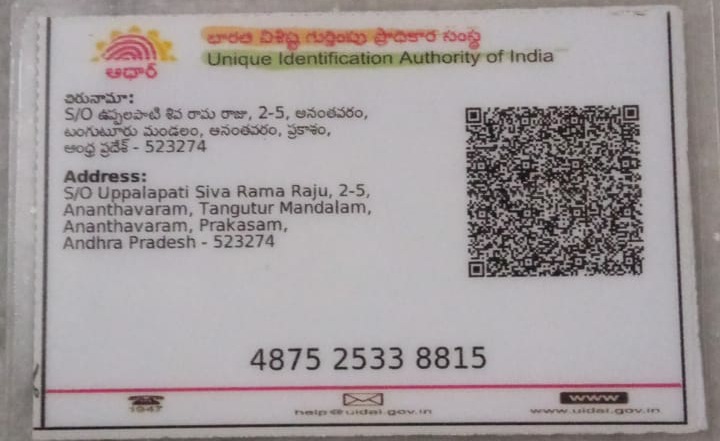 ఆధార్
భారత విశిష్ట గుర్తింపు ప్రాధికార సంస్థ
Unique Identification Authority of India
చిరునామా:
S/O ఉప్పలపాటి శివ రామ రాజు, 2-5, అనంతవరం,
టంగుటూరు మండలం, అనంతవరం, ప్రకాశం,
ఆంధ్ర ప్రదేశ్ - 523274
Address:
S/O Uppalapati Siva Rama Raju, 2-5,
Ananthavaram, Tangutur Mandalam,
Ananthavaram, Prakasam,
Andhra Pradesh - 523274
4875 2533 8815
1947
help@uidai.gov.in
www
www.uidai.gov.in